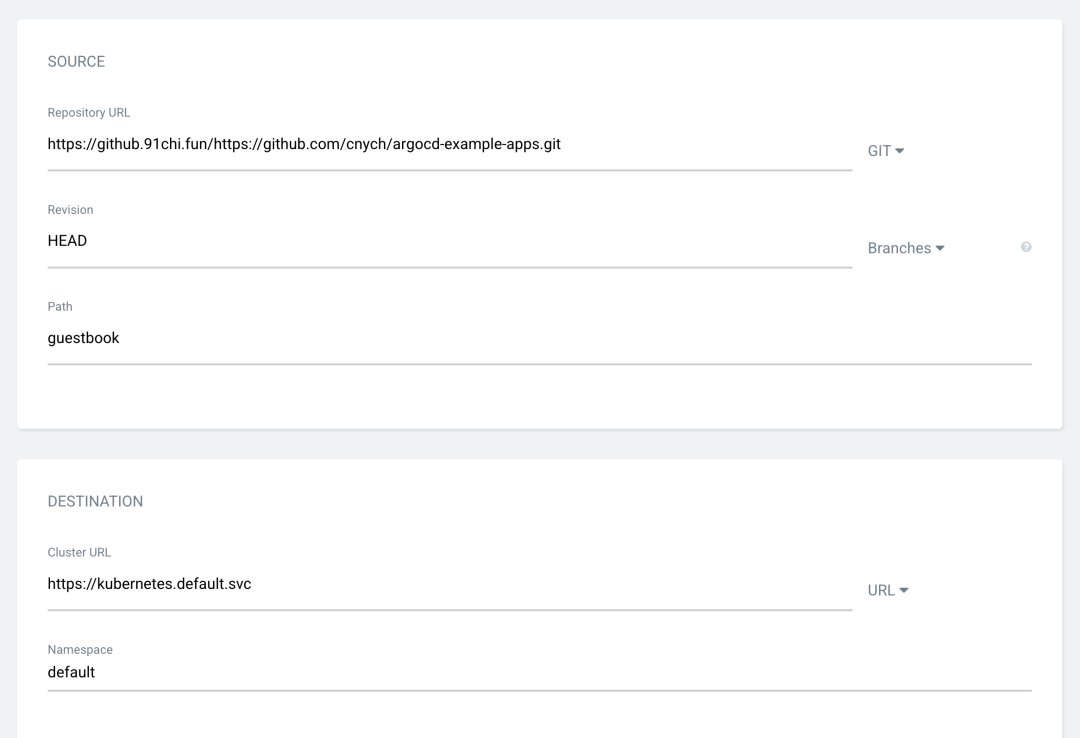 SOURCE
Repository URL
https://github.91chi.fun/https://github.com/cnych/argocd-example-apps.git
GIT
Revision
HEAD
Branches
?
Path
guestbook
DESTINATION
Cluster URL
https://kubernetes.default.svc
URL
Namespace
default